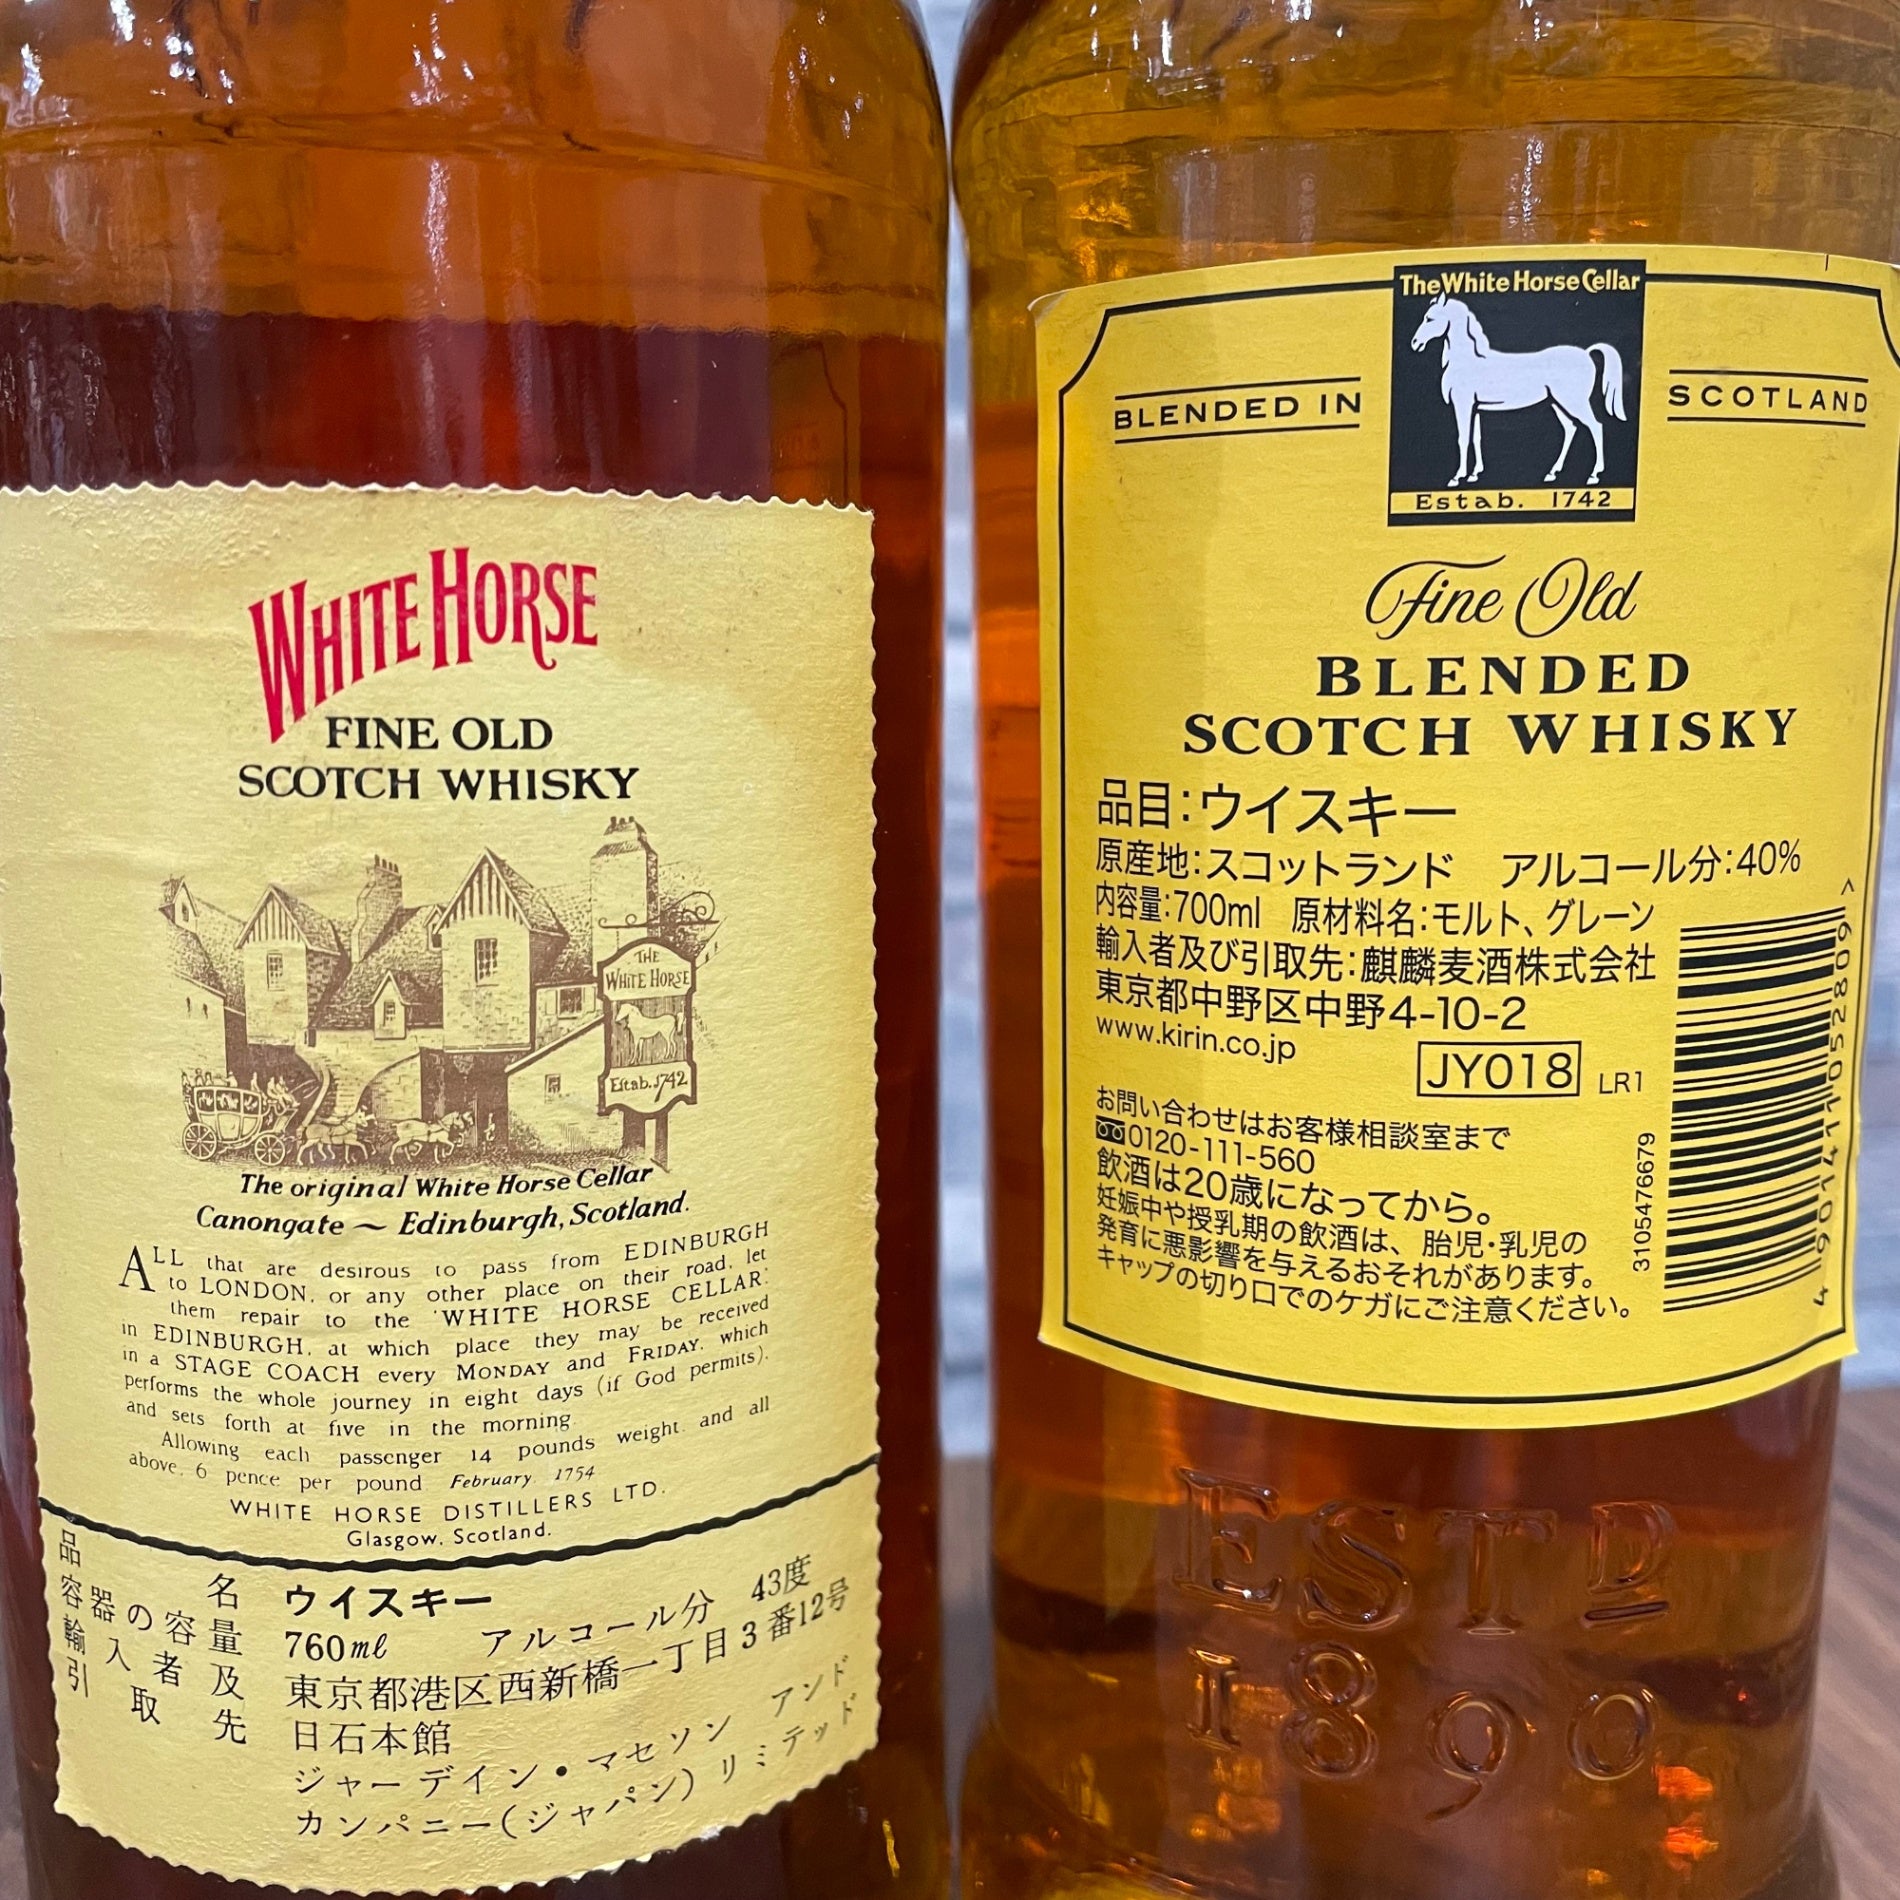 WHITE HORSE
FINE OLD
SCOTCH WHISKY
THE
WHITE HORSE
Estab. 1742
The original White Horse Cellar
Canongate ~ Edinburgh, Scotland.
ALL that are desirous to pass from EDINBURGH
to LONDON, or any other place on their road, let
them repair to the 'WHITE HORSE CELLAR'
in EDINBURGH, at which place they may be received
in a STAGE COACH every MONDAY and FRIDAY, which
performs the whole journey in eight days (if God permits),
and sets forth at five in the morning.
Allowing each passenger 14 pounds weight, and all
above, 6 pence per pound February, 1754
WHITE HORSE DISTILLERS LTD.
Glasgow, Scotland.
品名 ウイスキー
容器の容量 760ml アルコール分 43度
輸入者及 東京都港区西新橋一丁目3番12号
引取先 日石本館
ジャーデイン・マセソン アンド
カンパニー(ジャパン)リミテッド
The White Horse Cellar
BLENDED IN SCOTLAND
Estab. 1742
Fine Old
BLENDED
SCOTCH WHISKY
品目:ウイスキー
原産地:スコットランド アルコール分:40%
内容量:700ml 原材料名:モルト、グレーン
輸入者及び引取先:麒麟麦酒株式会社
東京都中野区中野4-10-2
www.kirin.co.jp
JY018 LR1
お問い合わせはお客様相談室まで
0120-111-560
飲酒は20歳になってから。
妊娠中や授乳期の飲酒は、胎児・乳児の
発育に悪影響を与えるおそれがあります。
キャップの切り口でのケガにご注意ください。
3105476679
4 901411 052809 >
ESTD
1890